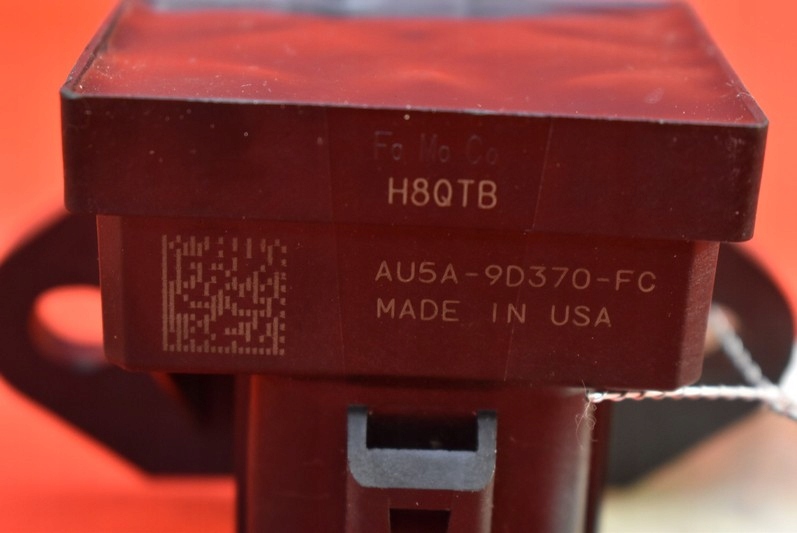 Fo Mo Co
H8QTB
AU5A-9D370-FC
MADE IN USA